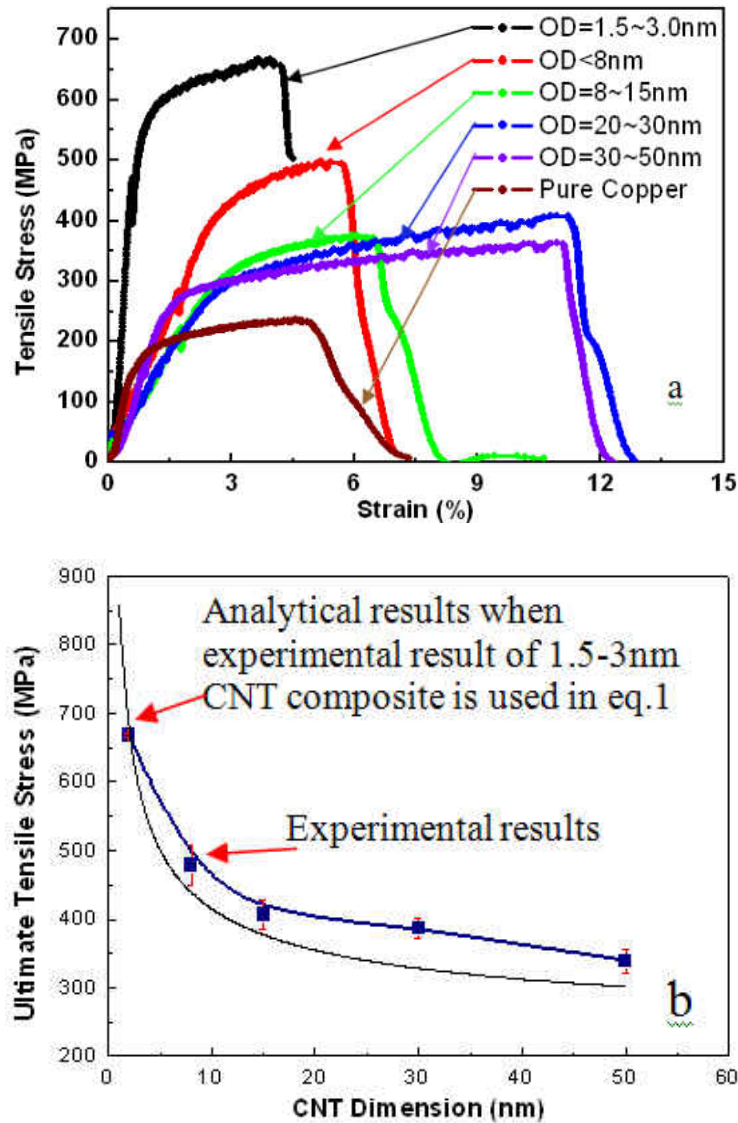 OD=1.5~3.0nm
OD<8nm
OD=8~15nm
OD=20~30nm
OD=30~50nm
Pure Copper
700
600
500
400
300
200
100
0
Tensile Stress (MPa)
a
0 3 6 9 12 15
Strain (%)
900
800
700
600
500
400
300
200
Ultimate Tensile Stress (MPa)
Analytical results when
experimental result of 1.5-3nm
CNT composite is used in eq.1
Experimental results
b
0 10 20 30 40 50 60
CNT Dimension (nm)